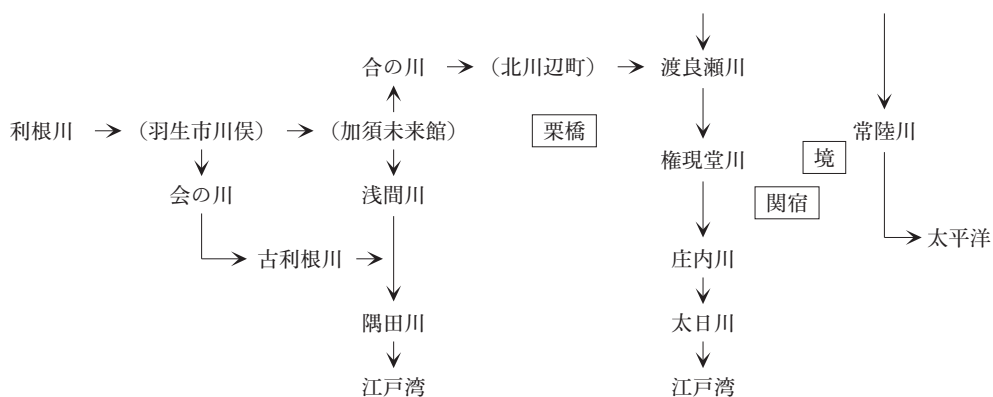 合の川 （北川辺町） 渡良瀬川
利根川 （羽生市川俣） （加須未来館） 栗橋 常陸川
権現堂川 境
会の川 浅間川 関宿
太平洋
古利根川 庄内川
隅田川 太日川
江戸湾 江戸湾